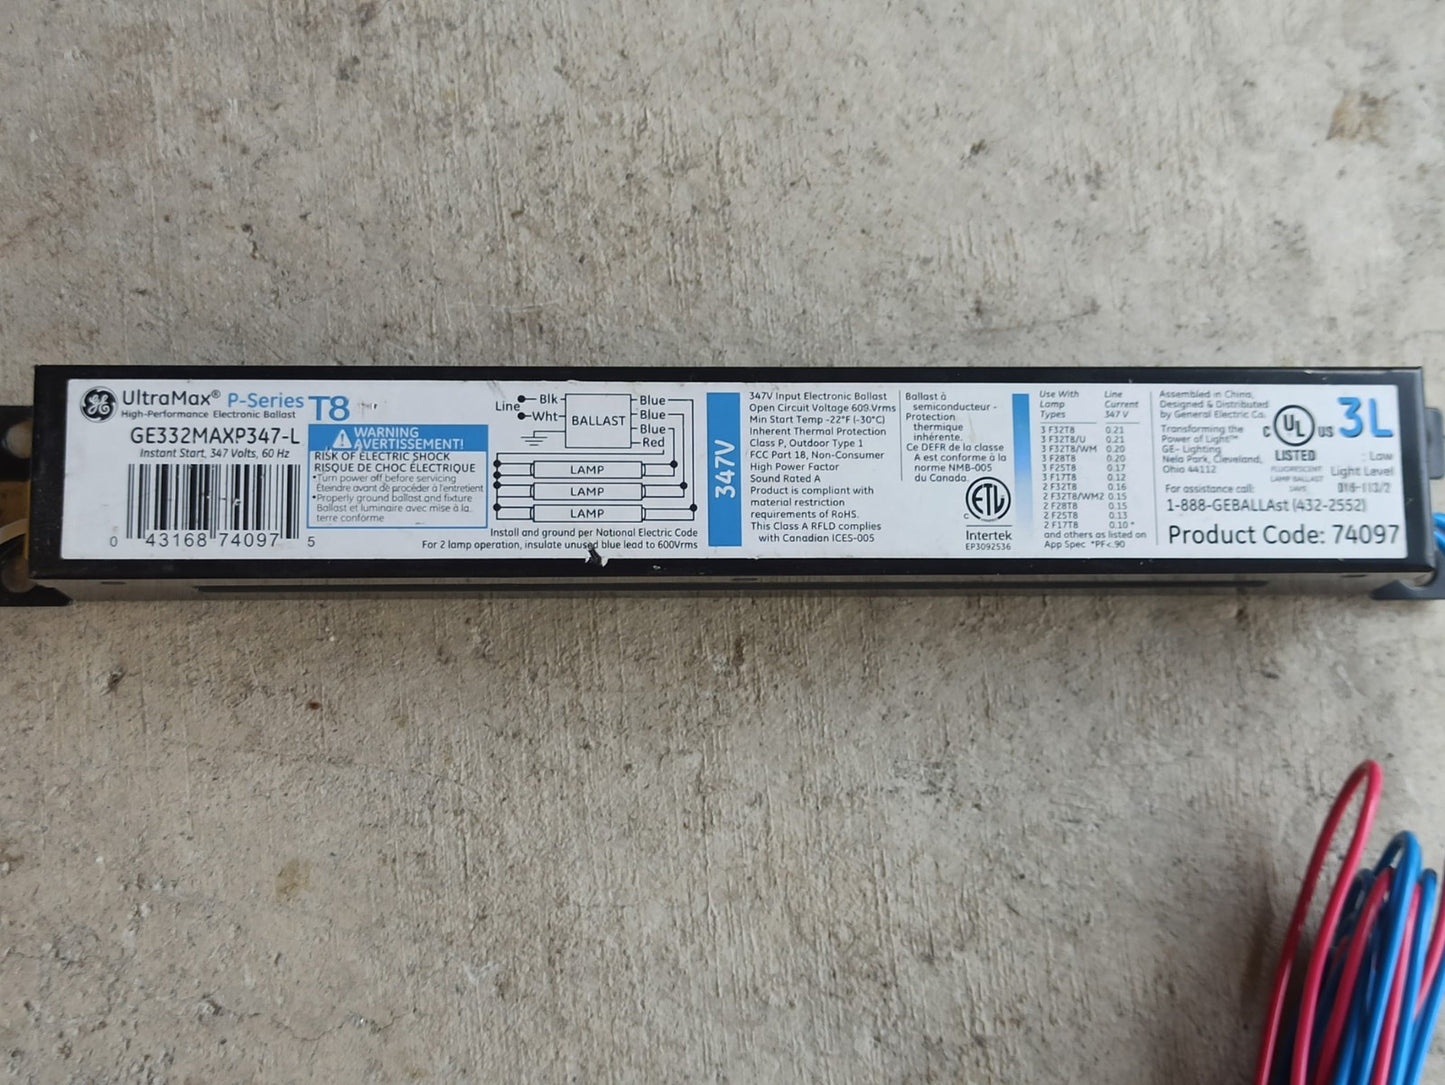 GE UltraMax® P-Series T8
High-Performance Electronic Ballast
GE332MAXP347-L
Instant Start, 347 Volts, 60 Hz
0 43168 74097 5
WARNING
AVERTISSEMENT!
RISK OF ELECTRIC SHOCK
RISQUE DE CHOC ÉLECTRIQUE
•Turn power off before servicing
Étendre avant de procéder à l'entretient
•Properly ground ballast and fixture
Ballast et luminaire avec mise à la
terre conforme
Line
Blk
Wht
BALLAST
Blue
Blue
Blue
Red
LAMP
LAMP
LAMP
Install and ground per National Electric Code
For 2 lamp operation, insulate unused blue lead to 600Vrms
347V
347V Input Electronic Ballast
Open Circuit Voltage 609.Vrms
Min Start Temp -22°F (-30°C)
Inherent Thermal Protection
Class P, Outdoor Type 1
FCC Part 18, Non-Consumer
High Power Factor
Sound Rated A
Product is compliant with
material restriction
requirements of RoHS.
This Class A RFLD complies
with Canadian ICES-005
Ballast à
semiconducteur -
Protection
thermique
inhérente.
Ce DEFR de la classe
A est conforme à la
norme NMB-005
du Canada.
C ETL
Intertek
EP3092536
Use With Lamp Types Line Current 347 V
3 F32T8 0.21
3 F32T8/U 0.21
3 F32T8/WM 0.20
3 F28T8 0.20
3 F25T8 0.17
3 F17T8 0.12
2 F32T8 0.16
2 F32T8/WM2 0.15
2 F28T8 0.15
2 F25T8 0.13
2 F17T8 0.10 *
and others as listed on
App Spec *PF<.90
Assembled in China,
Designed & Distributed
by General Electric Co.
Transforming the
Power of Light™
GE- Lighting
Nela Park, Cleveland,
Ohio 44112
C UL US
LISTED
FLUORESCENT
LAMP BALLAST
3L
: Law
Light Level
For assistance call:
1-888-GEBALLAst (432-2552)
Product Code: 74097